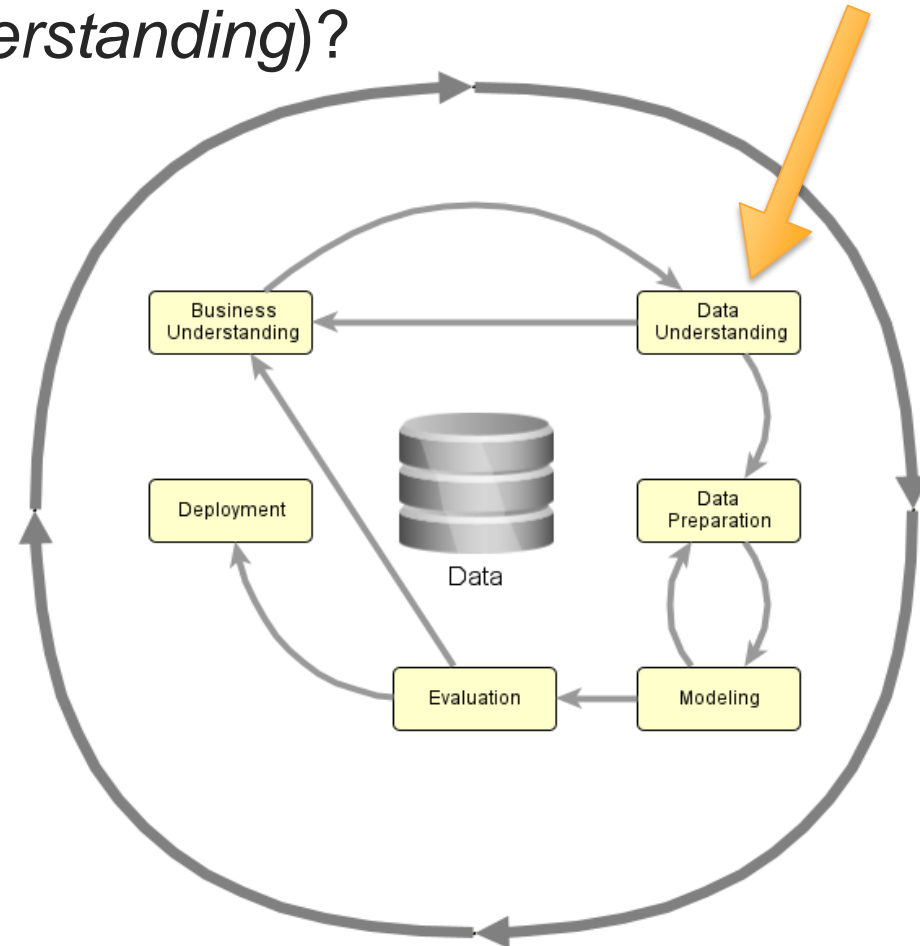 erstanding)?
Business
Understanding
Data
Understanding
Deployment
Data
Preparation
Data
Evaluation
Modeling